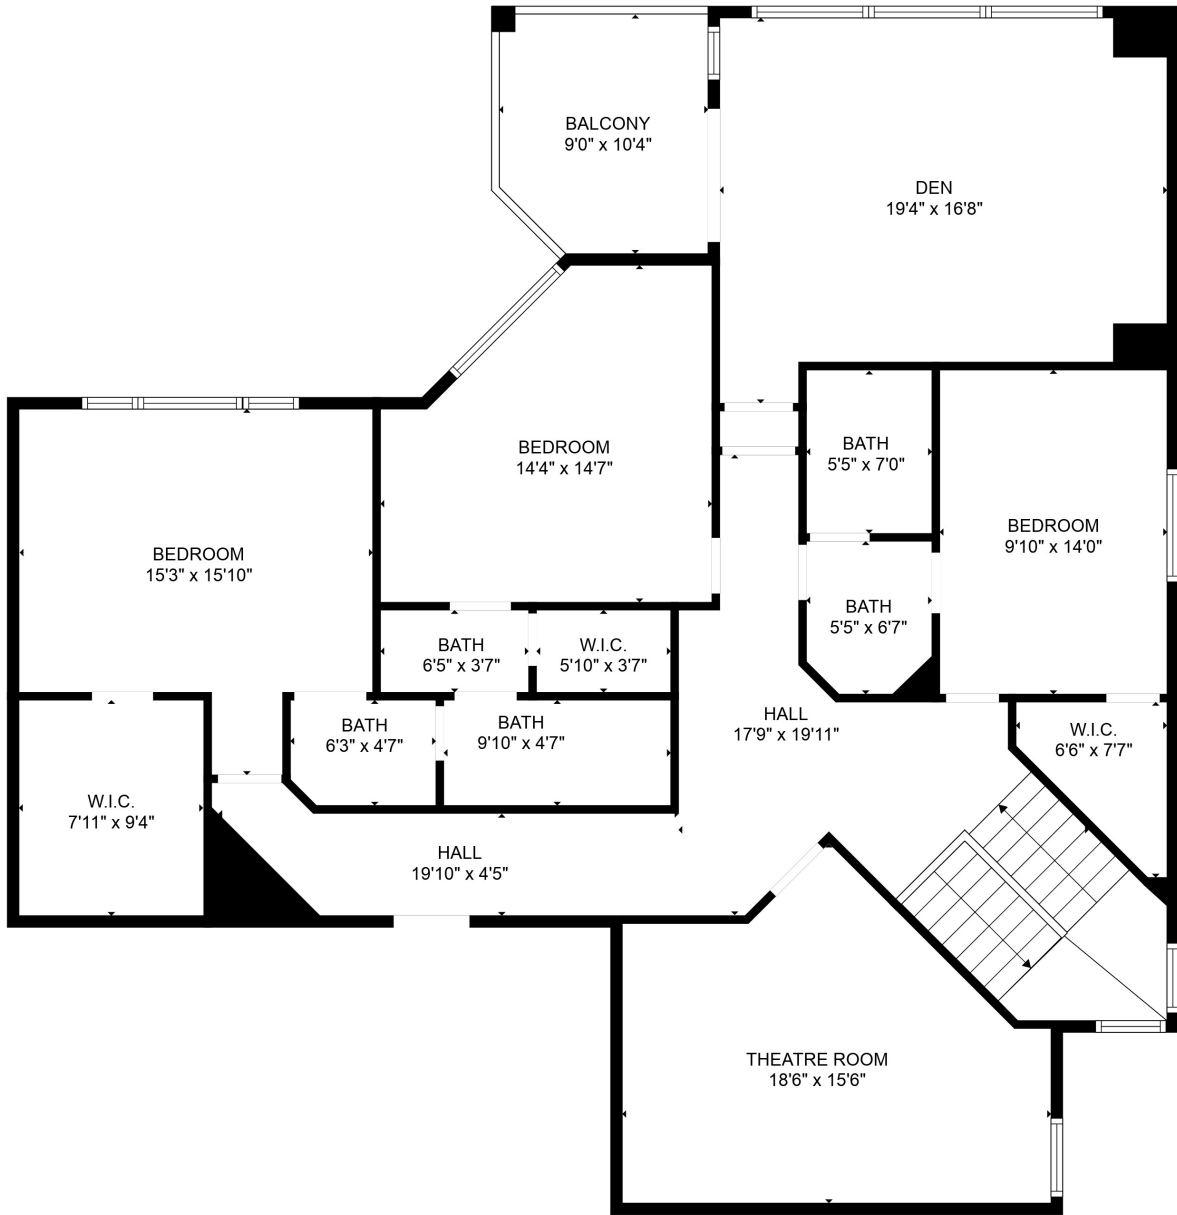 BALCONY
9'0" x 10'4"
DEN
19'4" x 16'8"
BEDROOM
14'4" x 14'7"
BATH
5'5" x 7'0"
BEDROOM
9'10" x 14'0"
BEDROOM
15'3" x 15'10"
BATH
5'5" x 6'7"
BATH
6'5" x 3'7"
W.I.C.
5'10" x 3'7"
HALL
17'9" x 19'11"
BATH
6'3" x 4'7"
BATH
9'10" x 4'7"
W.I.C.
6'6" x 7'7"
W.I.C.
7'11" x 9'4"
HALL
19'10" x 4'5"
THEATRE ROOM
18'6" x 15'6"